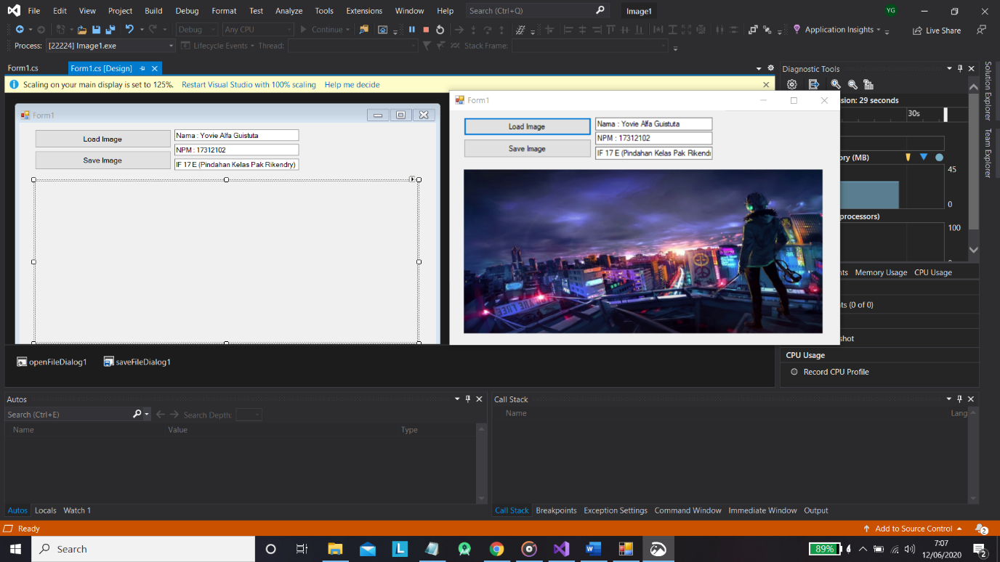 File Edit View Project Build Debug Format Test Analyze Tools Extensions Window Help Search (Ctrl+Q) Image1 YG
Debug Any CPU Continue Application Insights Live Share
Process: [22224] Image1.exe Lifecycle Events Thread: Stack Frame:
Form1.cs Form1.cs [Design]
Scaling on your main display is set to 125%. Restart Visual Studio with 100% scaling Help me decide
Form1
Load Image
Save Image
Nama : Yovie Alfa Guistuta
NPM : 17312102
IF 17 E (Pindahan Kelas Pak Rikendry)
openFileDialog1 saveFileDialog1
Form1
Load Image
Save Image
Nama : Yovie Alfa Guistuta
NPM : 17312102
IF 17 E (Pindahan Kelas Pak Rikendr
Diagnostic Tools
sion: 29 seconds
30s
ry (MB)
45
0
processors)
100
nts Memory Usage CPU Usage
ts (0 of 0)
shot
CPU Usage
Record CPU Profile
Solution Explorer
Team Explorer
Autos
Search (Ctrl+E) Search Depth:
Name Value Type
Autos Locals Watch 1
Call Stack
Name Lang
Call Stack Breakpoints Exception Settings Command Window Immediate Window Output
Ready Add to Source Control 2
Search
89%
7:07
12/06/2020
2